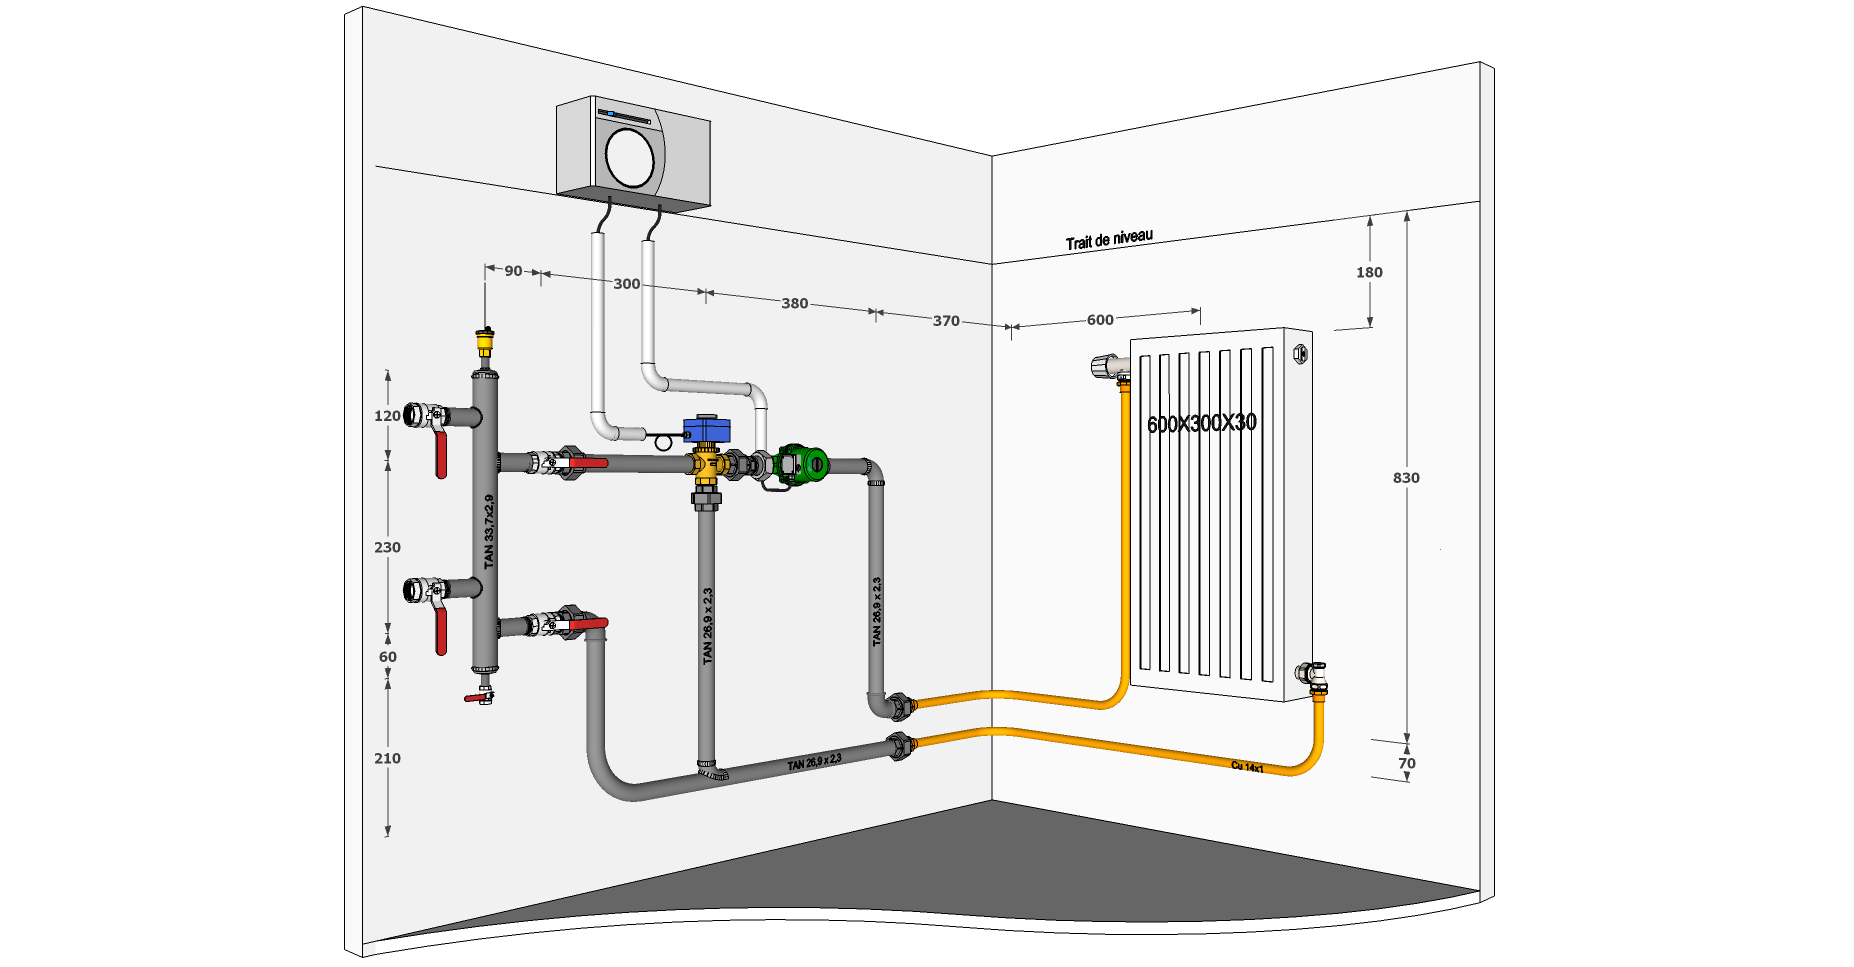 Trait de niveau
90
300
380
370
600
180
830
70
120
230
60
210
TAN 33,7x2,9
TAN 26,9 x 2,3
TAN 26,9 x 2,3
TAN 26,9 x 2,3
600X300X30
Cu 14x1